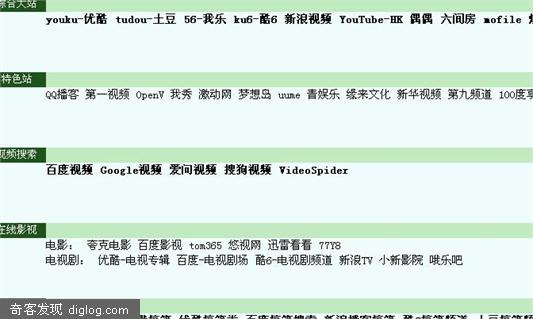 综合大站
youku-优酷 tudou-土豆 56-我乐 ku6-酷6 新浪视频 YouTube-HK 偶偶 六间房 mofile
特色站
QQ播客 第一视频 OpenV 我秀 激动网 梦想岛 uume 青娱乐 缘来文化 新华视频 第九频道 100度享
视频搜索
百度视频 Google视频 爱问视频 搜狗视频 VideoSpider
在线影视
电影： 夸克电影 百度影视 tom365 悠视网 迅雷看看 77Y8
电视剧： 优酷-电视专辑 百度-电视剧场 酷6-电视剧频道 新浪TV 小新影院 哦乐吧
奇客发现 diglog.com